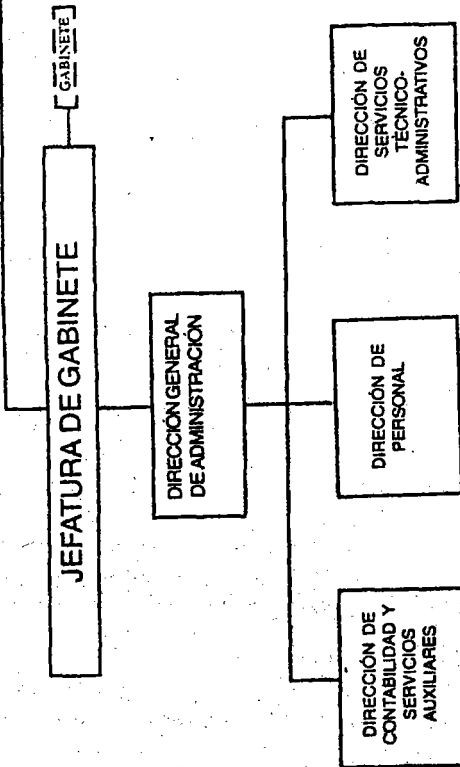 [GABINETE]
JEFATURA DE GABINETE
DIRECCIÓN GENERAL
DE ADMINISTRACIÓN
DIRECCIÓN DE
CONTABILIDAD Y
SERVICIOS
AUXILIARES
DIRECCIÓN DE
PERSONAL
DIRECCIÓN DE
SERVICIOS
TÉCNICO-
ADMINISTRATIVOS